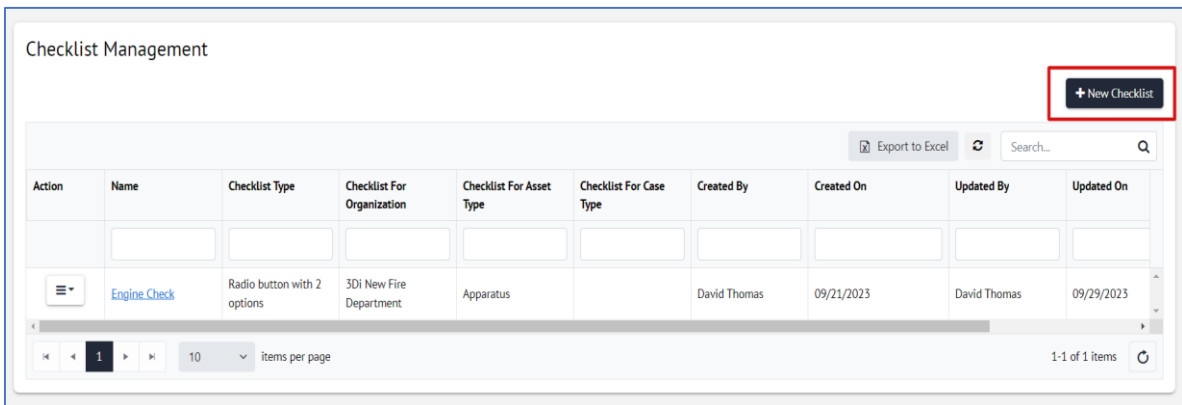 Checklist Management
+ New Checklist
Export to Excel
Search...
Action Name Checklist Type Checklist For Organization Checklist For Asset Type Checklist For Case Type Created By Created On Updated By Updated On
Engine Check Radio button with 2 options 3Di New Fire Department Apparatus David Thomas 09/21/2023 David Thomas 09/29/2023
1 10 items per page 1-1 of 1 items